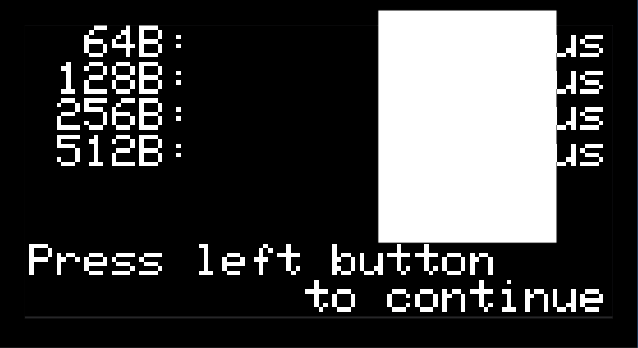 64B: us
128B: us
256B: us
512B: us
Press left button
to continue